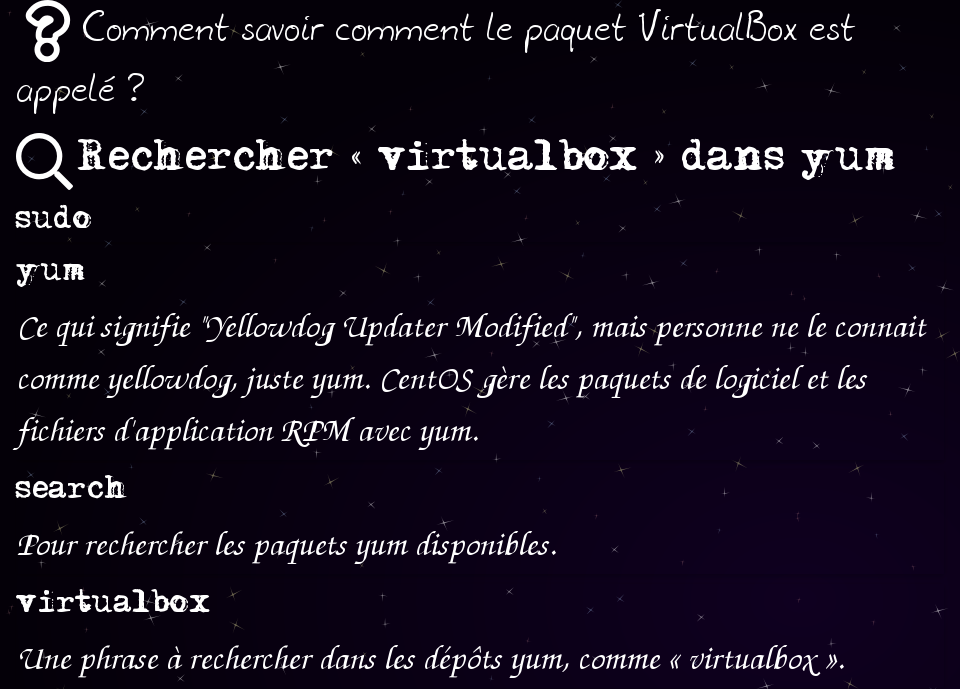 Comment savoir comment le paquet VirtualBox est
appelé ?
Rechercher « virtualbox » dans yum
sudo
yum
Ce qui signifie "Yellowdog Updater Modified", mais personne ne le connait
comme yellowdog, juste yum. CentOS gère les paquets de logiciel et les
fichiers d'application RPM avec yum.
search
Pour rechercher les paquets yum disponibles.
virtualbox
Une phrase à rechercher dans les dépôts yum, comme « virtualbox ».